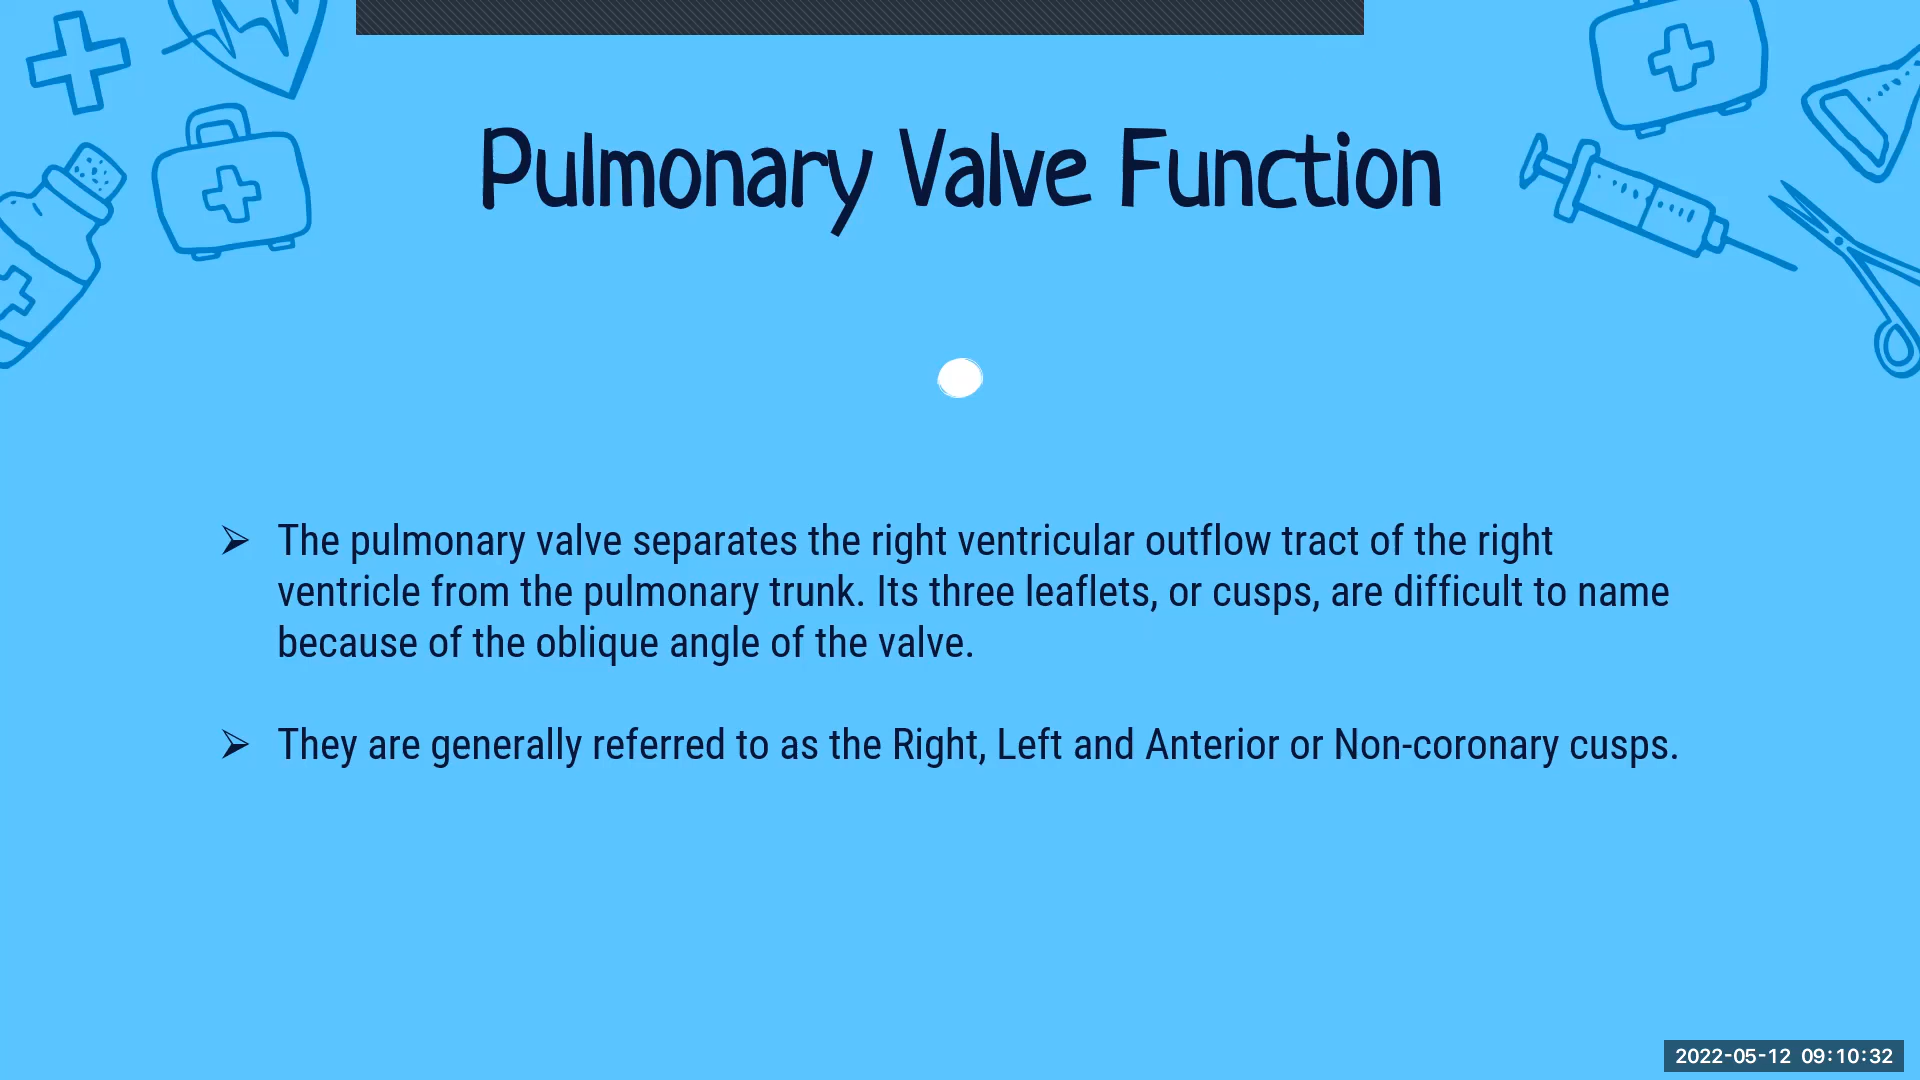 Pulmonary Valve Function
➢ The pulmonary valve separates the right ventricular outflow tract of the right
ventricle from the pulmonary trunk. Its three leaflets, or cusps, are difficult to name
because of the oblique angle of the valve.
➢ They are generally referred to as the Right, Left and Anterior or Non-coronary cusps.
2022-05-12 09:10:32